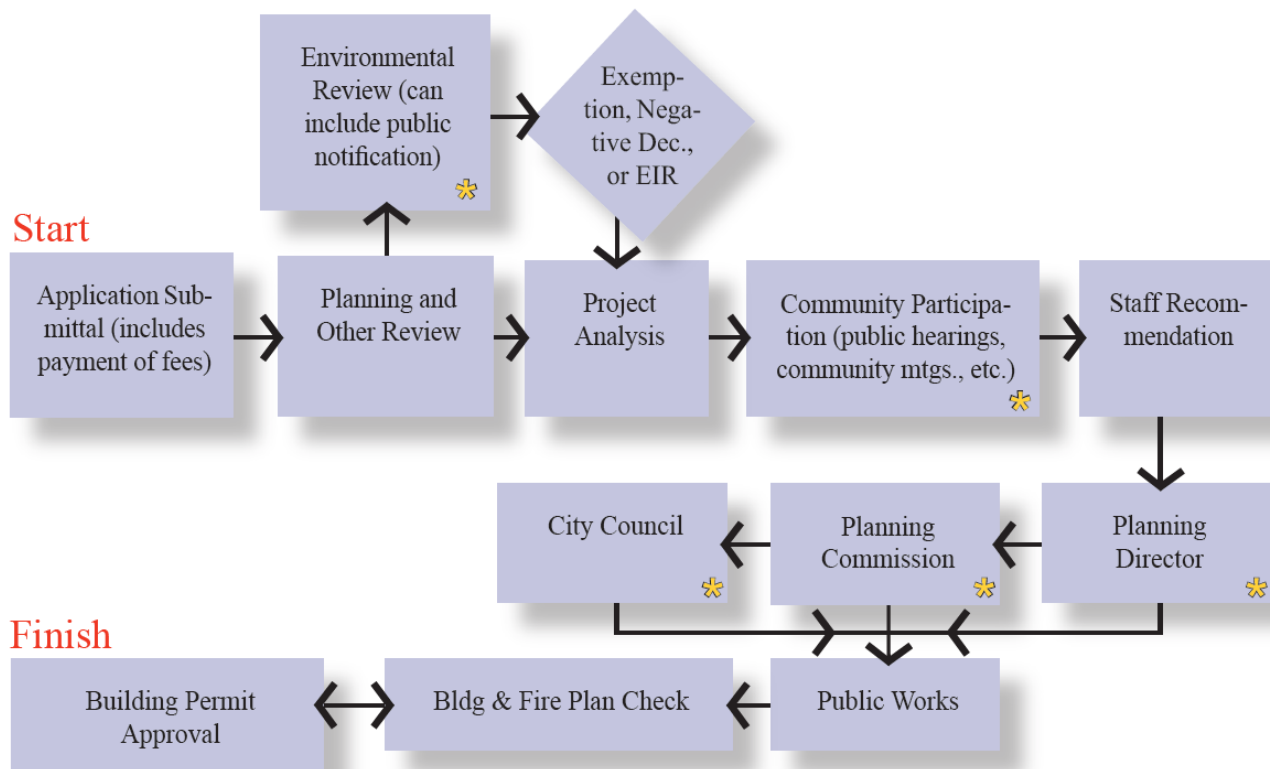 Environmental
Review (can
include public
notification)
*
Exemp-
tion, Nega-
tive Dec.,
or EIR
Start
Application Sub-
mittal (includes
payment of fees)
Planning and
Other Review
Project
Analysis
Community Participa-
tion (public hearings,
community mtgs., etc.)
*
Staff Recom-
mendation
City Council
*
Planning
Commission
*
Planning
Director
*
Finish
Building Permit
Approval
Bldg & Fire Plan Check
Public Works